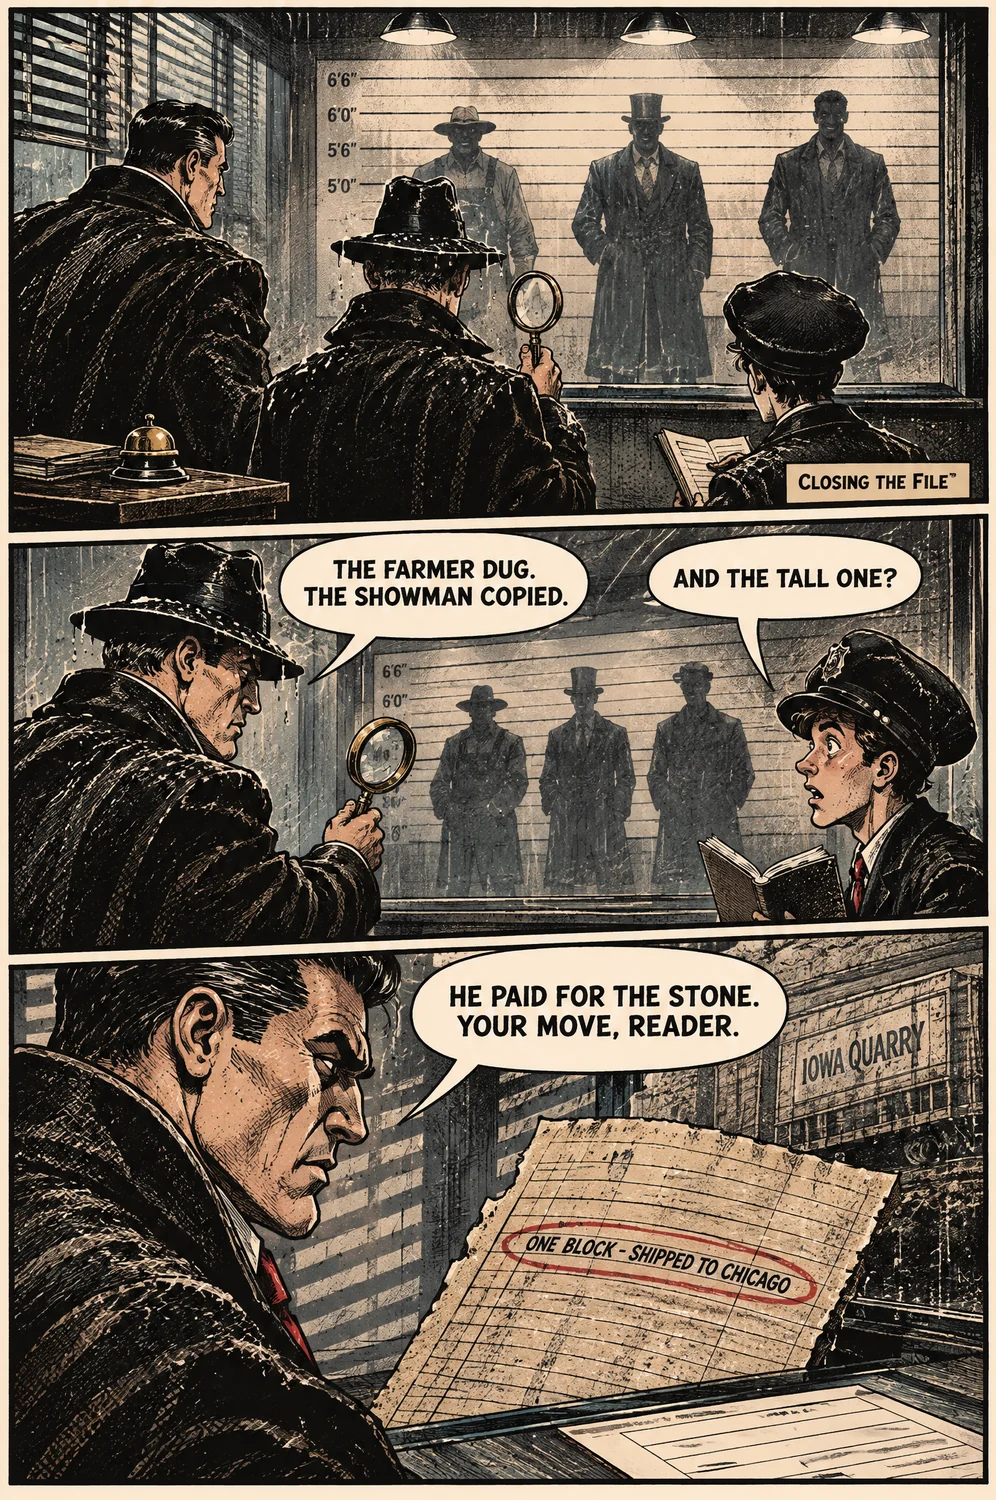 6'6"
6'0"
5'6"
5'0"
CLOSING THE FILE™
THE FARMER DUG.
THE SHOWMAN COPIED.
AND THE TALL ONE?
6'6"
6'0"
HE PAID FOR THE STONE.
YOUR MOVE, READER.
IOWA QUARRY
ONE BLOCK - SHIPPED TO CHICAGO